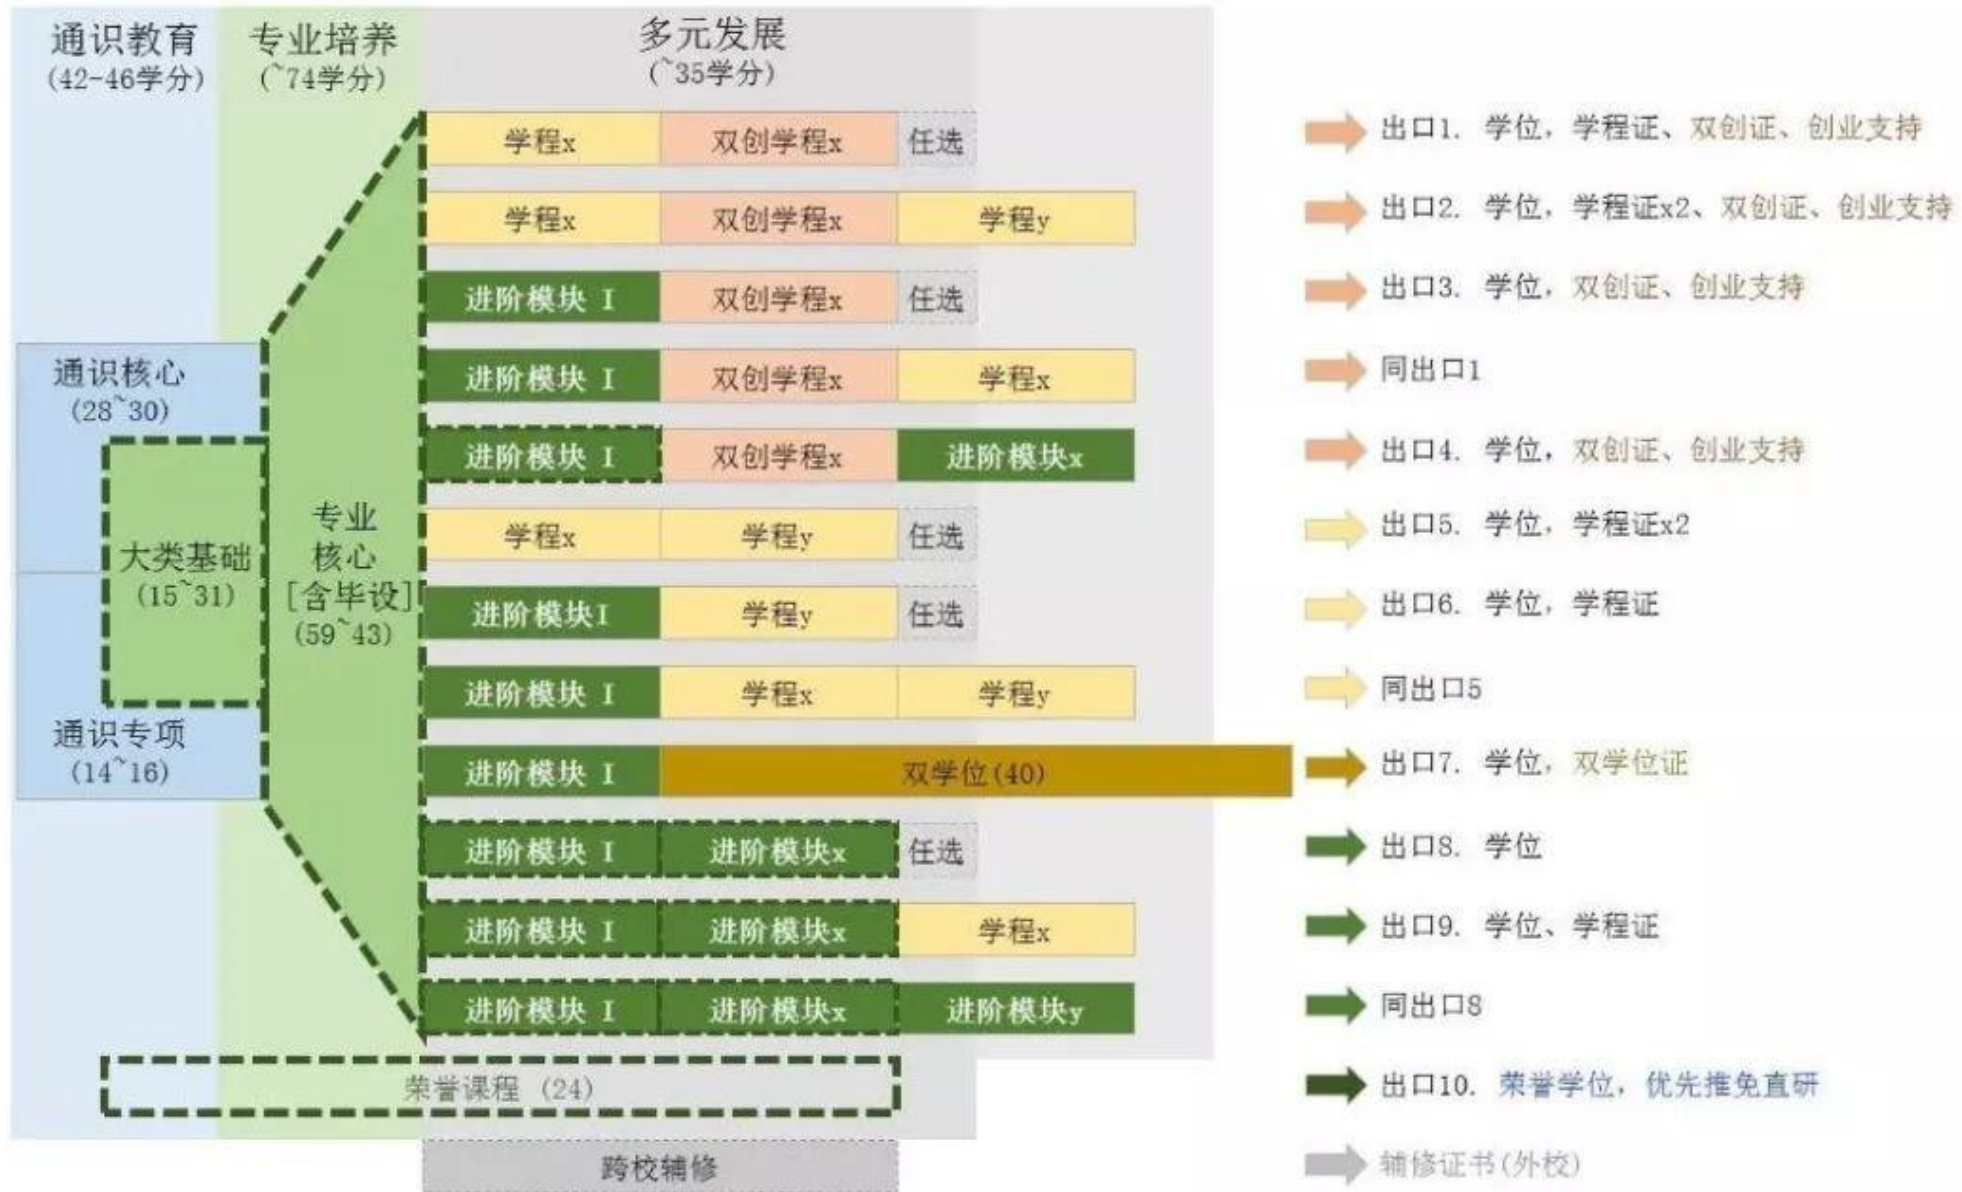 通识教育
(42-46学分)
专业培养
(~74学分)
多元发展
(~35学分)
学程x 双创学程x 任选
出口1. 学位，学程证、双创证、创业支持
学程x 双创学程x 学程y
出口2. 学位，学程证x2、双创证、创业支持
进阶模块 I 双创学程x 任选
出口3. 学位，双创证、创业支持
通识核心
(28~30)
进阶模块 I 双创学程x 学程x
同出口1
进阶模块 I 双创学程x 进阶模块x
出口4. 学位，双创证、创业支持
大类基础
(15~31)
专业
核心
[含毕设]
(59~43)
学程x 学程y 任选
出口5. 学位，学程证x2
进阶模块I 学程y 任选
出口6. 学位，学程证
进阶模块 I 学程x 学程y
同出口5
通识专项
(14~16)
进阶模块 I 双学位(40)
出口7. 学位，双学位证
进阶模块 I 进阶模块x 任选
出口8. 学位
进阶模块 I 进阶模块x 学程x
出口9. 学位、学程证
进阶模块 I 进阶模块x 进阶模块y
同出口8
荣誉课程 (24)
出口10. 荣誉学位，优先推免直研
跨校辅修
辅修证书(外校)